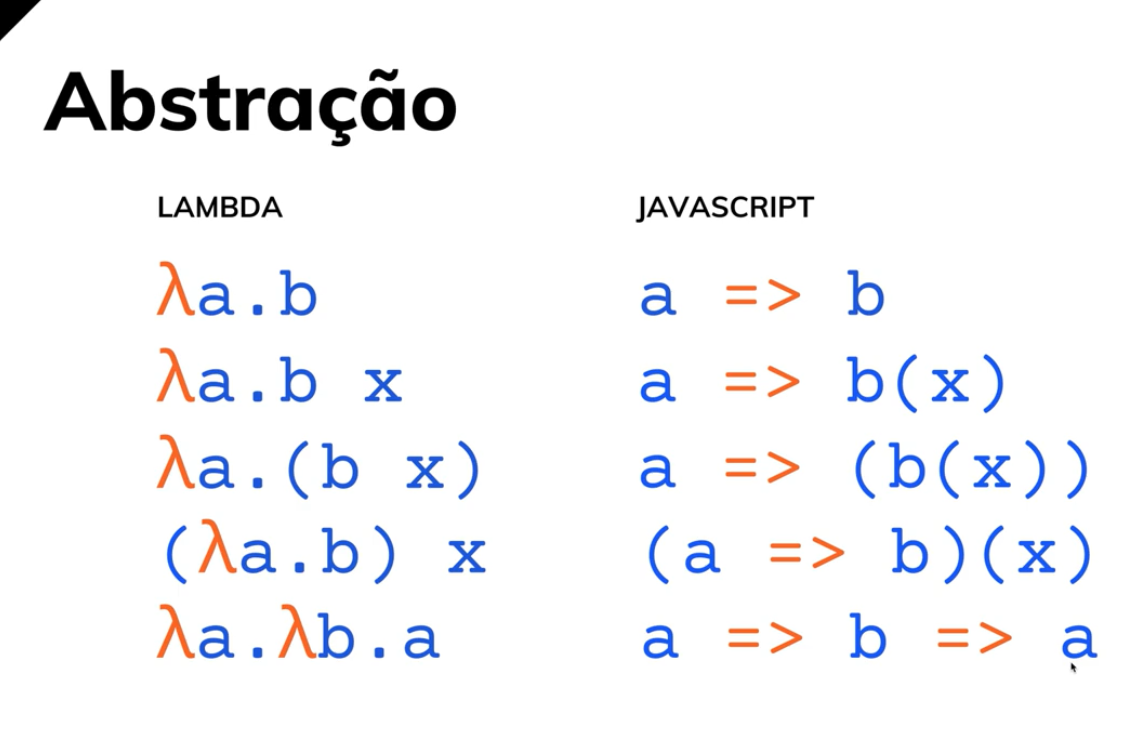 Abstração
LAMBDA JAVASCRIPT
λa.b a => b
λa.b x a => b(x)
λa.(b x) a => (b(x))
(λa.b) x (a => b)(x)
λa.λb.a a => b => a